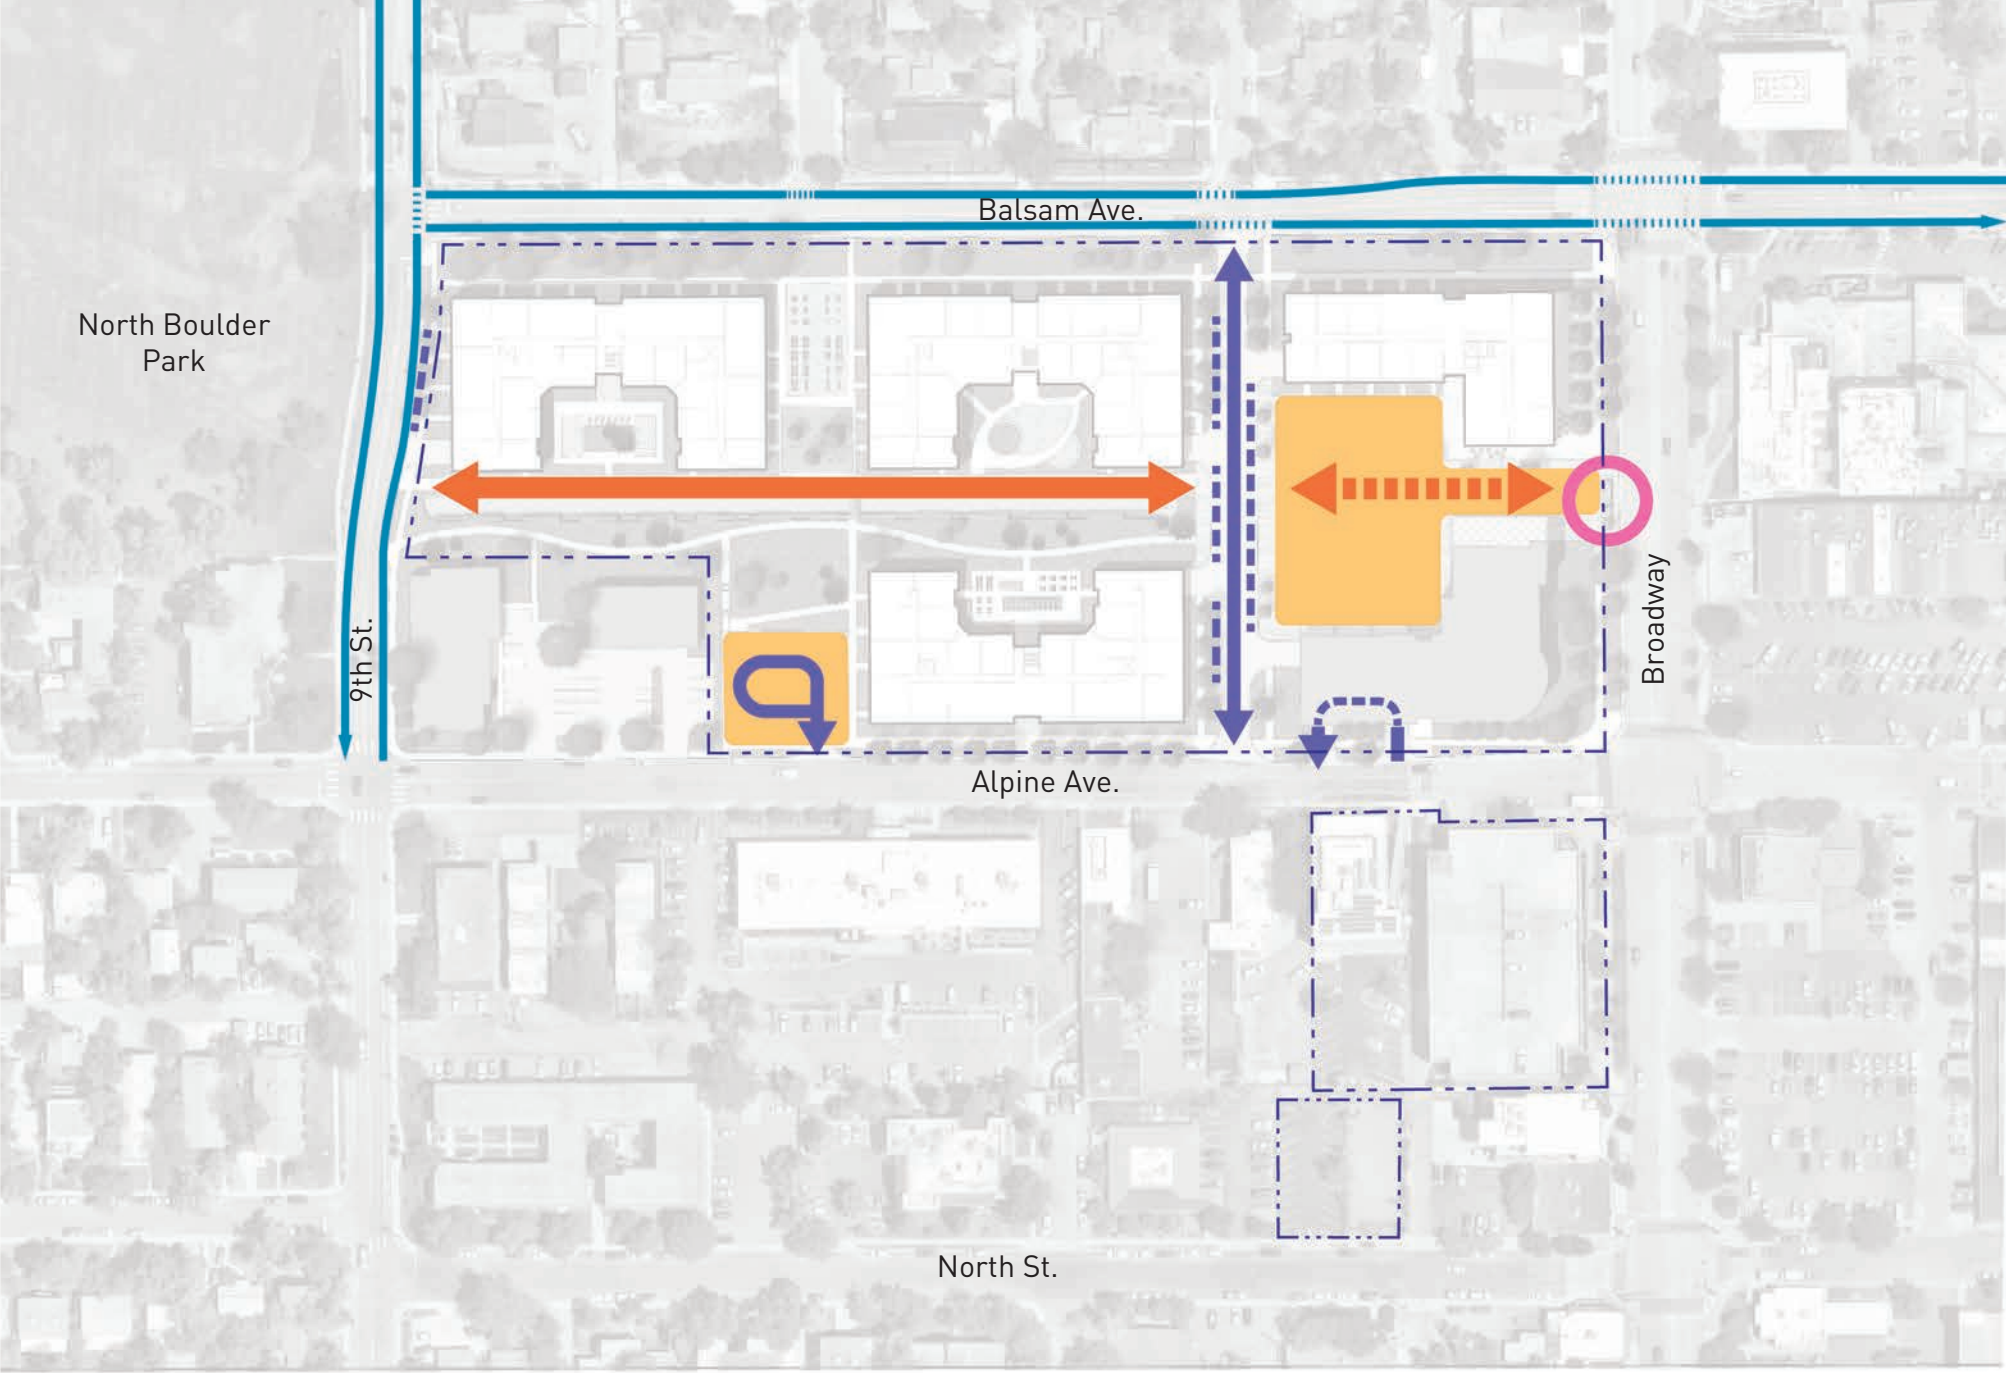 Balsam Ave.
North Boulder
Park
9th St.
Broadway
Alpine Ave.
North St.